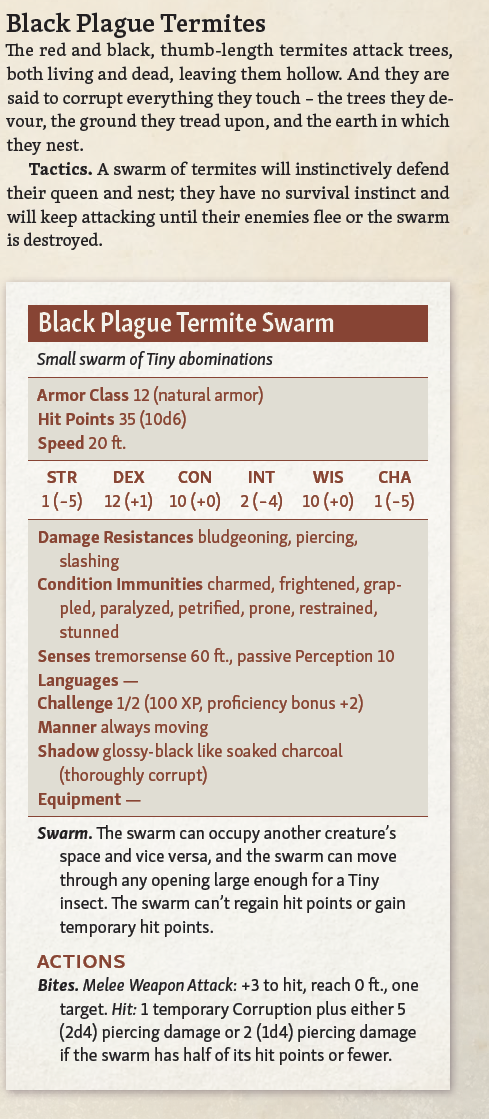 Black Plague Termites
The red and black, thumb-length termites attack trees,
both living and dead, leaving them hollow. And they are
said to corrupt everything they touch – the trees they de-
vour, the ground they tread upon, and the earth in which
they nest.
Tactics. A swarm of termites will instinctively defend
their queen and nest; they have no survival instinct and
will keep attacking until their enemies flee or the swarm
is destroyed.
Black Plague Termite Swarm
Small swarm of Tiny abominations
Armor Class 12 (natural armor)
Hit Points 35 (10d6)
Speed 20 ft.
STR DEX CON INT WIS CHA
1 (–5) 12 (+1) 10 (+0) 2 (–4) 10 (+0) 1 (–5)
Damage Resistances bludgeoning, piercing,
slashing
Condition Immunities charmed, frightened, grap-
pled, paralyzed, petrified, prone, restrained,
stunned
Senses tremorsense 60 ft., passive Perception 10
Languages —
Challenge 1/2 (100 XP, proficiency bonus +2)
Manner always moving
Shadow glossy-black like soaked charcoal
(thoroughly corrupt)
Equipment —
Swarm. The swarm can occupy another creature’s
space and vice versa, and the swarm can move
through any opening large enough for a Tiny
insect. The swarm can’t regain hit points or gain
temporary hit points.
ACTIONS
Bites. Melee Weapon Attack: +3 to hit, reach 0 ft., one
target. Hit: 1 temporary Corruption plus either 5
(2d4) piercing damage or 2 (1d4) piercing damage
if the swarm has half of its hit points or fewer.